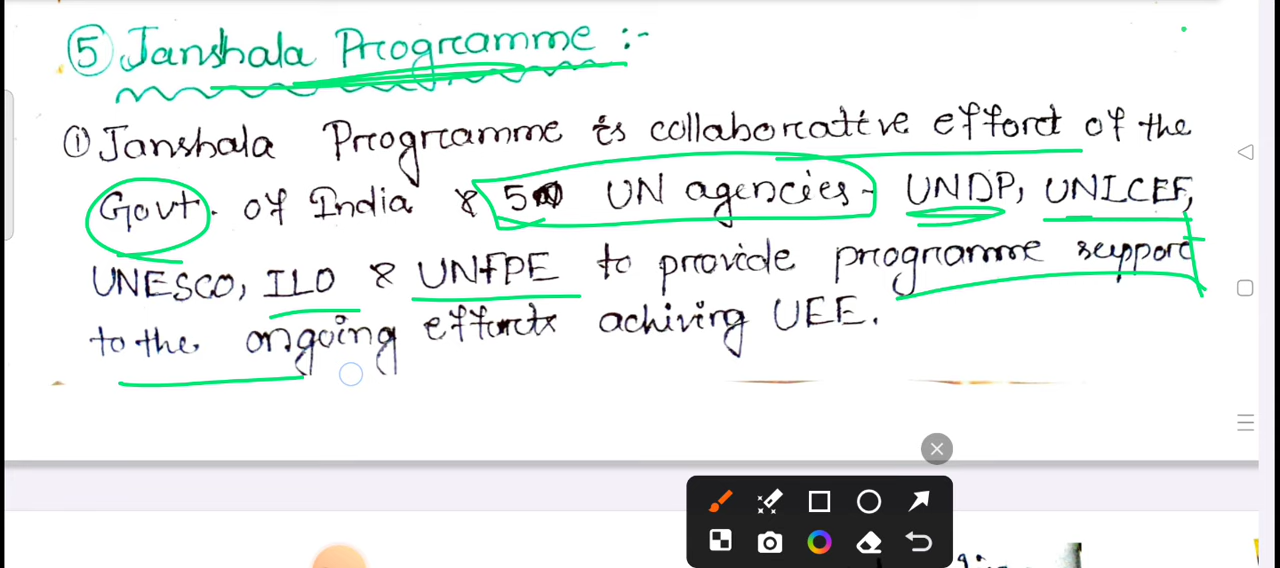 ⑤ Janshala Programme :-
① Janshala Programme is collaborative effort of the
Govt. of India & 5 UN agencies - UNDP, UNICEF,
UNESCO, ILO & UNFPE to provide programme support
to the ongoing efforts achiving UEE.